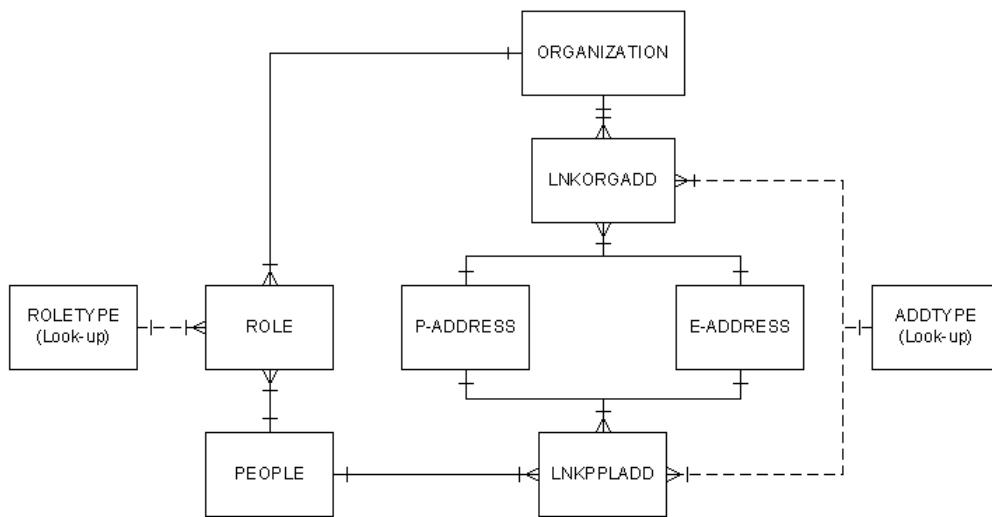 ORGANIZATION
LNKORGADD
ROLETYPE
(Look-up)
ROLE
P-ADDRESS
E-ADDRESS
ADDTYPE
(Look-up)
PEOPLE
LNKPPLADD